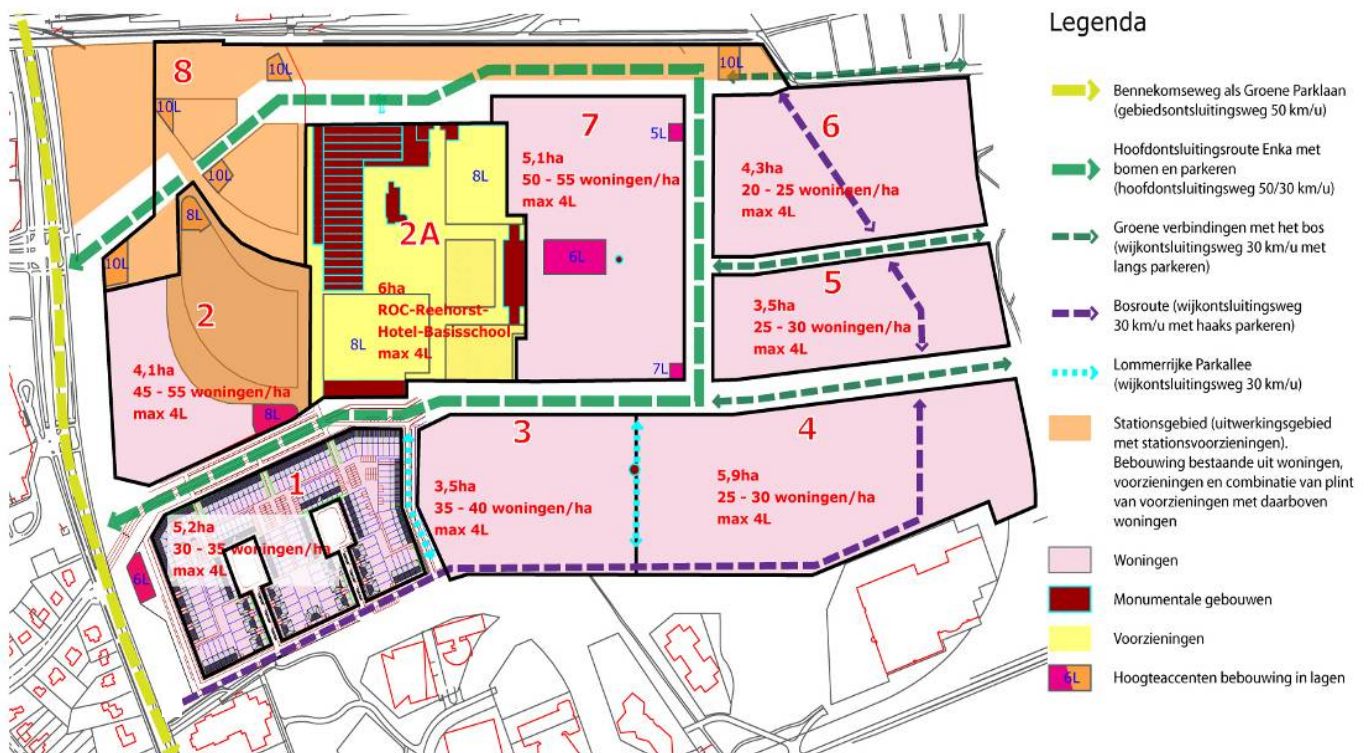 8
10L
10L
10L
10L
10L
8L
7
5,1ha
50 - 55 woningen/ha
max 4L
5L
6L
7L
6
4,3ha
20 - 25 woningen/ha
max 4L
5
3,5ha
25 - 30 woningen/ha
max 4L
2A
6ha
ROC-Reehorst-
Hotel-Basisschool
max 4L
8L
8L
2
4,1ha
45 - 55 woningen/ha
max 4L
8L
3
3,5ha
35 - 40 woningen/ha
max 4L
4
5,9ha
25 - 30 woningen/ha
max 4L
1
5,2ha
30 - 35 woningen/ha
max 4L
6L
Legenda
Bennekomseweg als Groene Parklaan
(gebiedsontsluitingsweg 50 km/u)
Hoofdontsluitingsroute Enka met
bomen en parkeren
(hoofdontsluitingsweg 50/30 km/u)
Groene verbindingen met het bos
(wijkontsluitingsweg 30 km/u met
langs parkeren)
Bosroute (wijkontsluitingsweg
30 km/u met haaks parkeren)
Lommerrijke Parkallee
(wijkontsluitingsweg 30 km/u)
Stationsgebied (uitwerkingsgebied
met stationsvoorzieningen).
Bebouwing bestaande uit woningen,
voorzieningen en combinatie van plint
van voorzieningen met daarboven
woningen
Woningen
Monumentale gebouwen
Voorzieningen
6L
Hoogteaccenten bebouwing in lagen